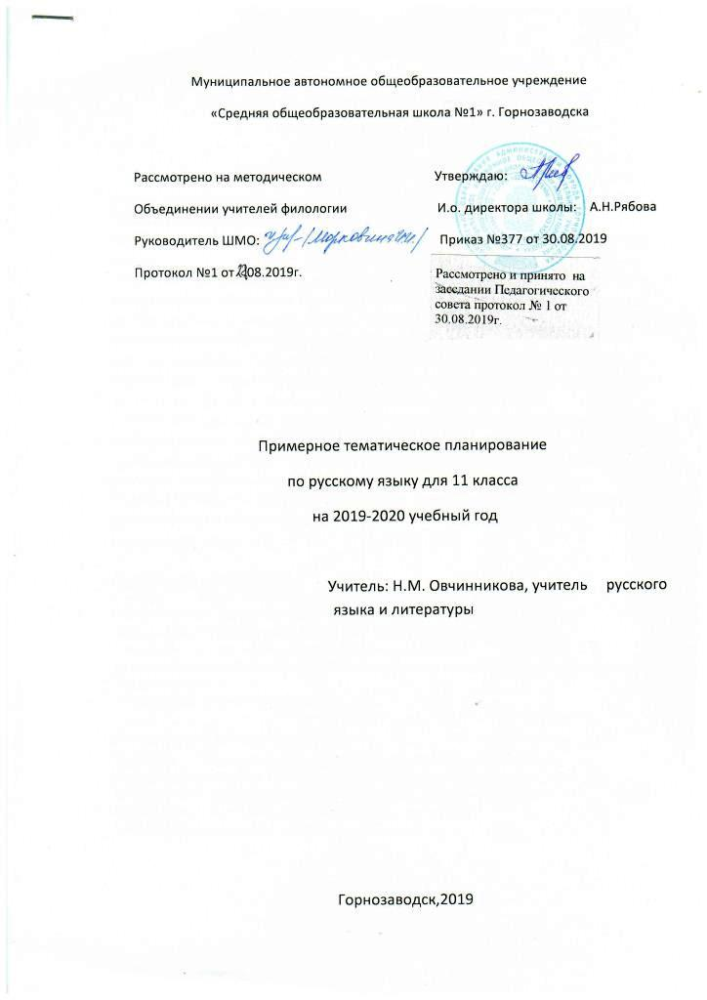 Муниципальное автономное общеобразовательное учреждение
«Средняя общеобразовательная школа №1» г. Горнозаводска
Рассмотрено на методическом
Объединении учителей филологии
Руководитель ШМО:
Протокол №1 от 08.2019г.
Утверждаю:
И.о. директора школы: А.Н.Рябова
Приказ №377 от 30.08.2019
Рассмотрено и принято на
заседании Педагогического
совета протокол № 1 от
30.08.2019г.
Примерное тематическое планирование
по русскому языку для 11 класса
на 2019-2020 учебный год
Учитель: Н.М. Овчинникова, учитель русского
языка и литературы
Горнозаводск,2019